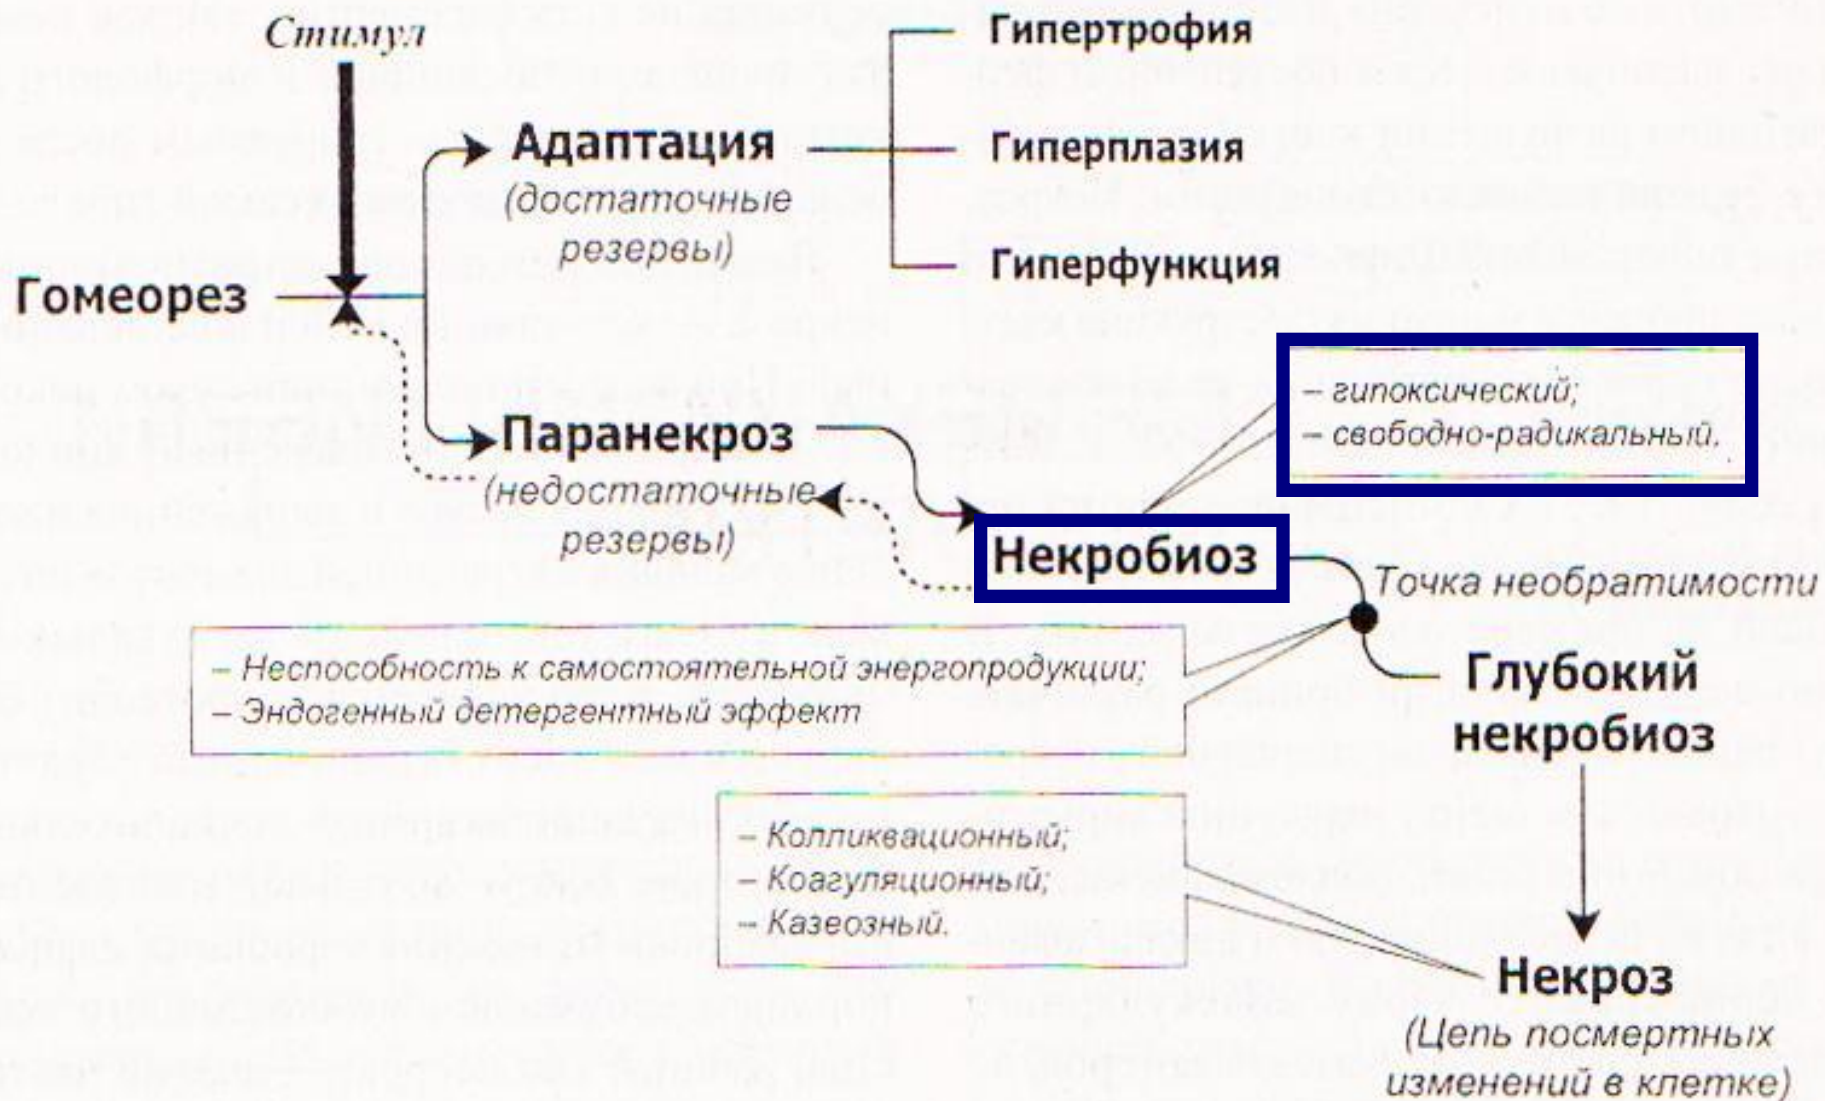 Стимул
Гипертрофия
Адаптация
(достаточные
резервы)
Гиперплазия
Гиперфункция
Гомеорез
– гипоксический;
– свободно-радикальный.
Паранекроз
(недостаточные
резервы)
Некробиоз
Точка необратимости
– Неспособность к самостоятельной энергопродукции;
– Эндогенный детергентный эффект
Глубокий
некробиоз
– Колликвационный;
– Коагуляционный;
– Казеозный.
Некроз
(Цепь посмертных
изменений в клетке)